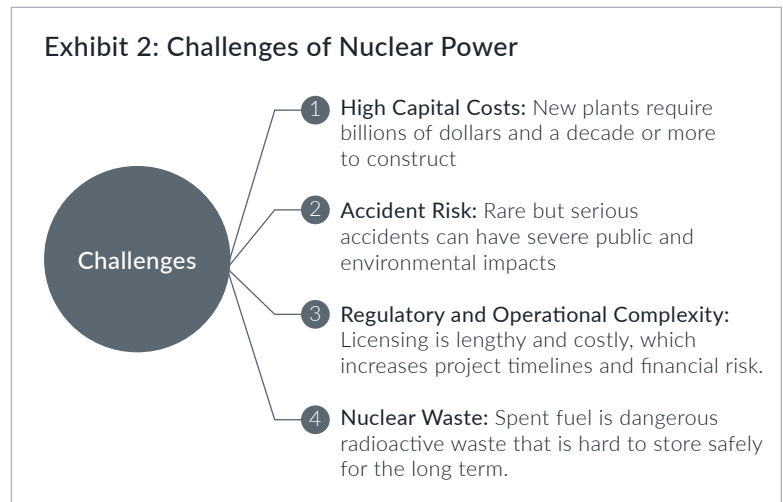 Exhibit 2: Challenges of Nuclear Power
Challenges
1
High Capital Costs: New plants require
billions of dollars and a decade or more
to construct
2
Accident Risk: Rare but serious
accidents can have severe public and
environmental impacts
3
Regulatory and Operational Complexity:
Licensing is lengthy and costly, which
increases project timelines and financial risk.
4
Nuclear Waste: Spent fuel is dangerous
radioactive waste that is hard to store safely
for the long term.